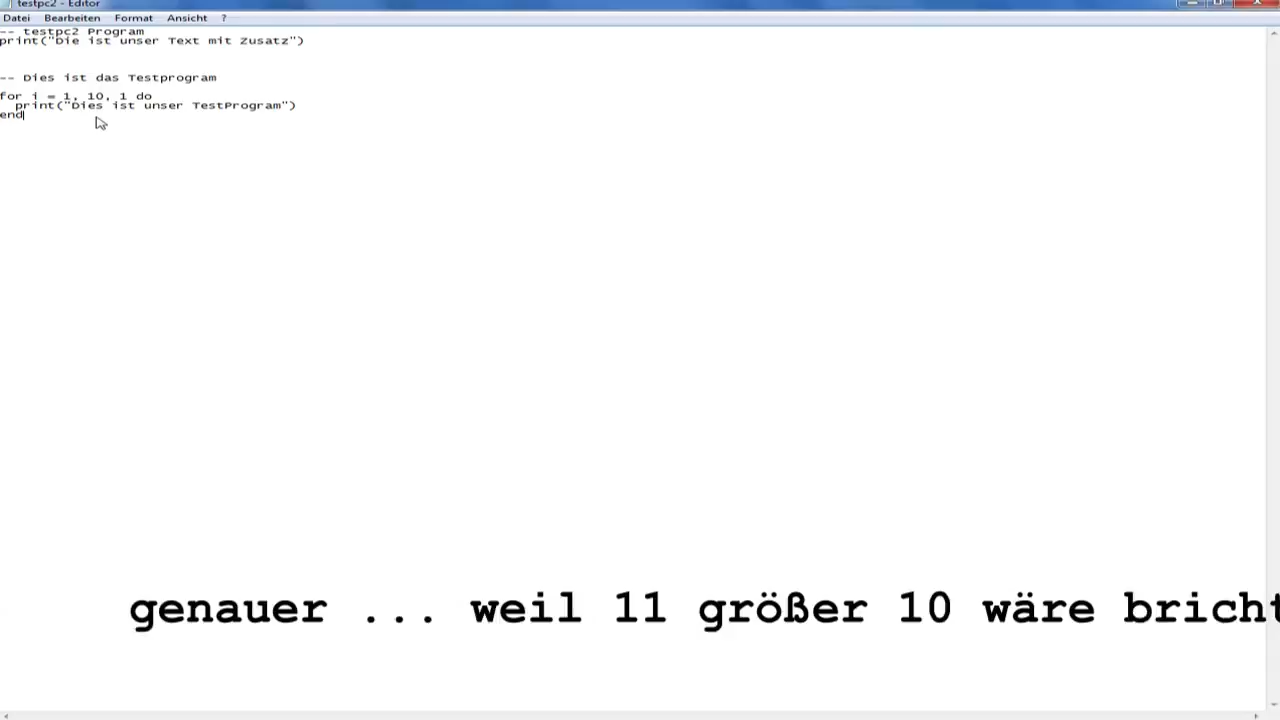 testpc2 - Editor
Datei Bearbeiten Format Ansicht ?
-- testpc2 Program
print("Die ist unser Text mit Zusatz")
-- Dies ist das Testprogram
for i = 1, 10, 1 do
print("Dies ist unser TestProgram")
end
genauer ... weil 11 größer 10 wäre bricht